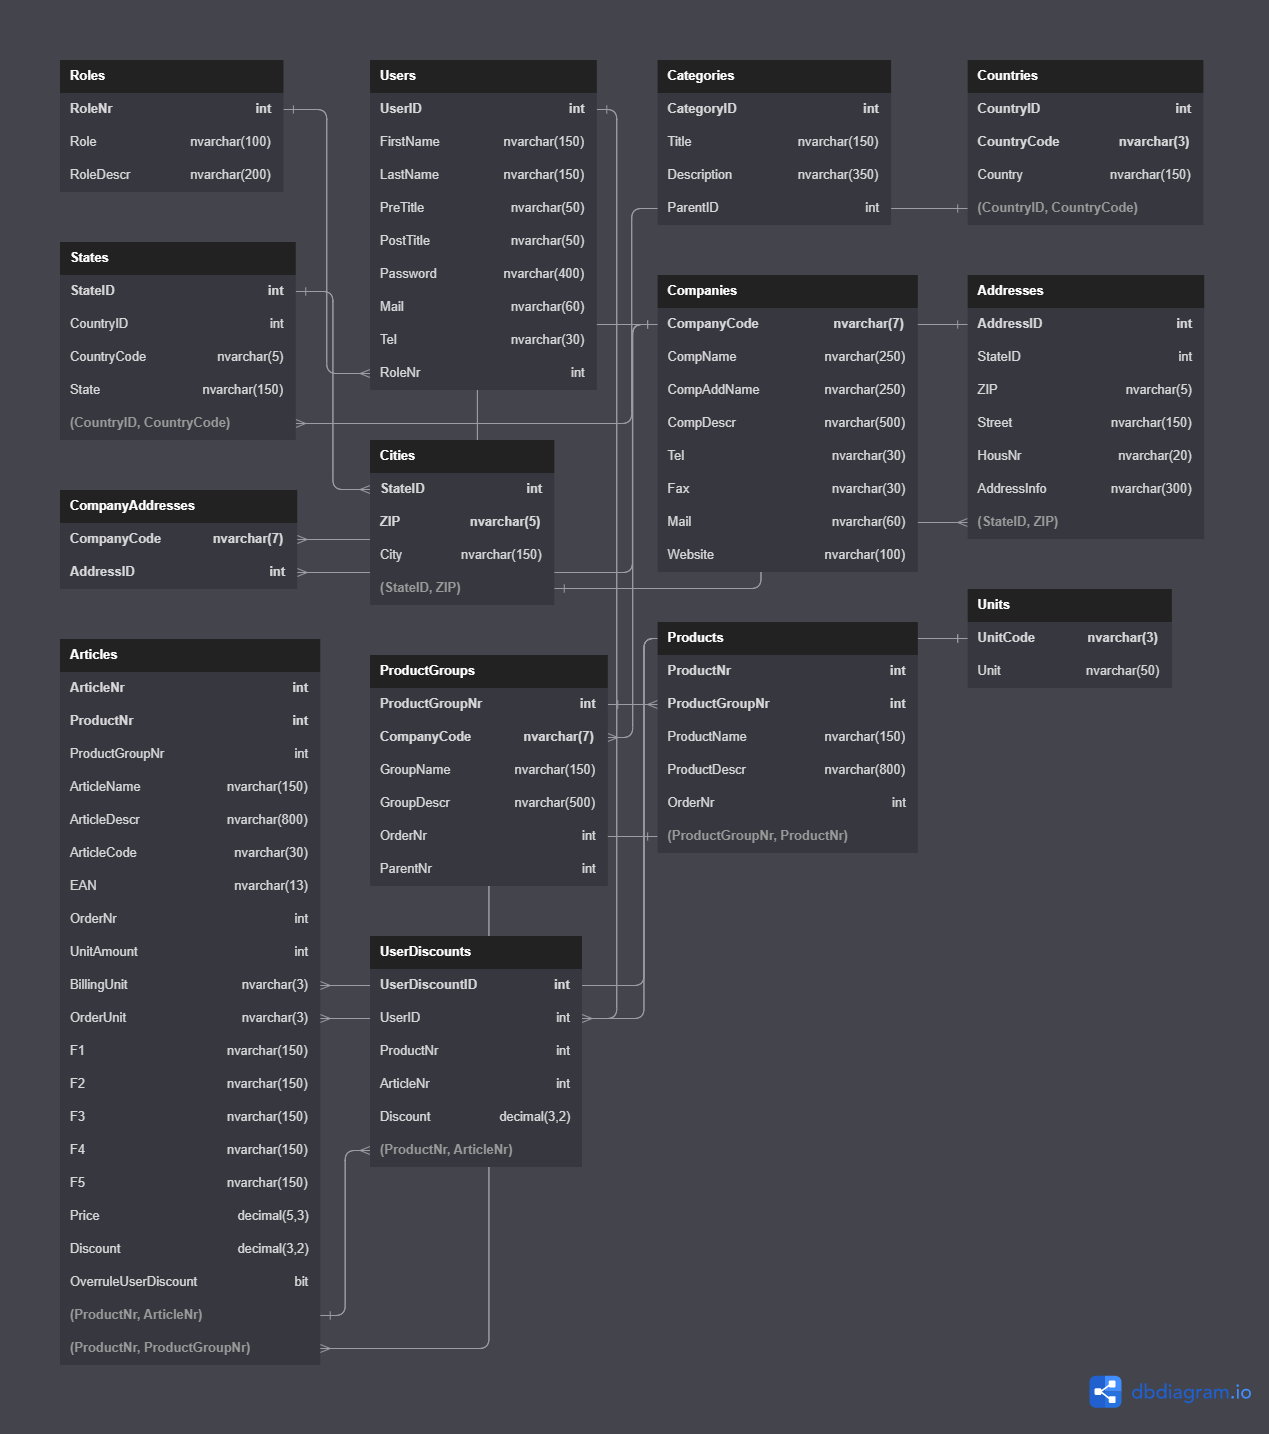 Roles
RoleNr int
Role nvarchar(100)
RoleDescr nvarchar(200)
Users
UserID int
FirstName nvarchar(150)
LastName nvarchar(150)
PreTitle nvarchar(50)
PostTitle nvarchar(50)
Password nvarchar(400)
Mail nvarchar(60)
Tel nvarchar(30)
RoleNr int
Categories
CategoryID int
Title nvarchar(150)
Description nvarchar(350)
ParentID int
Countries
CountryID int
CountryCode nvarchar(3)
Country nvarchar(150)
(CountryID, CountryCode)
States
StateID int
CountryID int
CountryCode nvarchar(5)
State nvarchar(150)
(CountryID, CountryCode)
Companies
CompanyCode nvarchar(7)
CompName nvarchar(250)
CompAddName nvarchar(250)
CompDescr nvarchar(500)
Tel nvarchar(30)
Fax nvarchar(30)
Mail nvarchar(60)
Website nvarchar(100)
Addresses
AddressID int
StateID int
ZIP nvarchar(5)
Street nvarchar(150)
HousNr nvarchar(20)
AddressInfo nvarchar(300)
(StateID, ZIP)
Cities
StateID int
ZIP nvarchar(5)
City nvarchar(150)
(StateID, ZIP)
CompanyAddresses
CompanyCode nvarchar(7)
AddressID int
Units
UnitCode nvarchar(3)
Unit nvarchar(50)
Articles
ArticleNr int
ProductNr int
ProductGroupNr int
ArticleName nvarchar(150)
ArticleDescr nvarchar(800)
ArticleCode nvarchar(30)
EAN nvarchar(13)
OrderNr int
UnitAmount int
BillingUnit nvarchar(3)
OrderUnit nvarchar(3)
F1 nvarchar(150)
F2 nvarchar(150)
F3 nvarchar(150)
F4 nvarchar(150)
F5 nvarchar(150)
Price decimal(5,3)
Discount decimal(3,2)
OverruleUserDiscount bit
(ProductNr, ArticleNr)
(ProductNr, ProductGroupNr)
ProductGroups
ProductGroupNr int
CompanyCode nvarchar(7)
GroupName nvarchar(150)
GroupDescr nvarchar(500)
OrderNr int
ParentNr int
Products
ProductNr int
ProductGroupNr int
ProductName nvarchar(150)
ProductDescr nvarchar(800)
OrderNr int
(ProductGroupNr, ProductNr)
UserDiscounts
UserDiscountID int
UserID int
ProductNr int
ArticleNr int
Discount decimal(3,2)
(ProductNr, ArticleNr)
dbdiagram.io